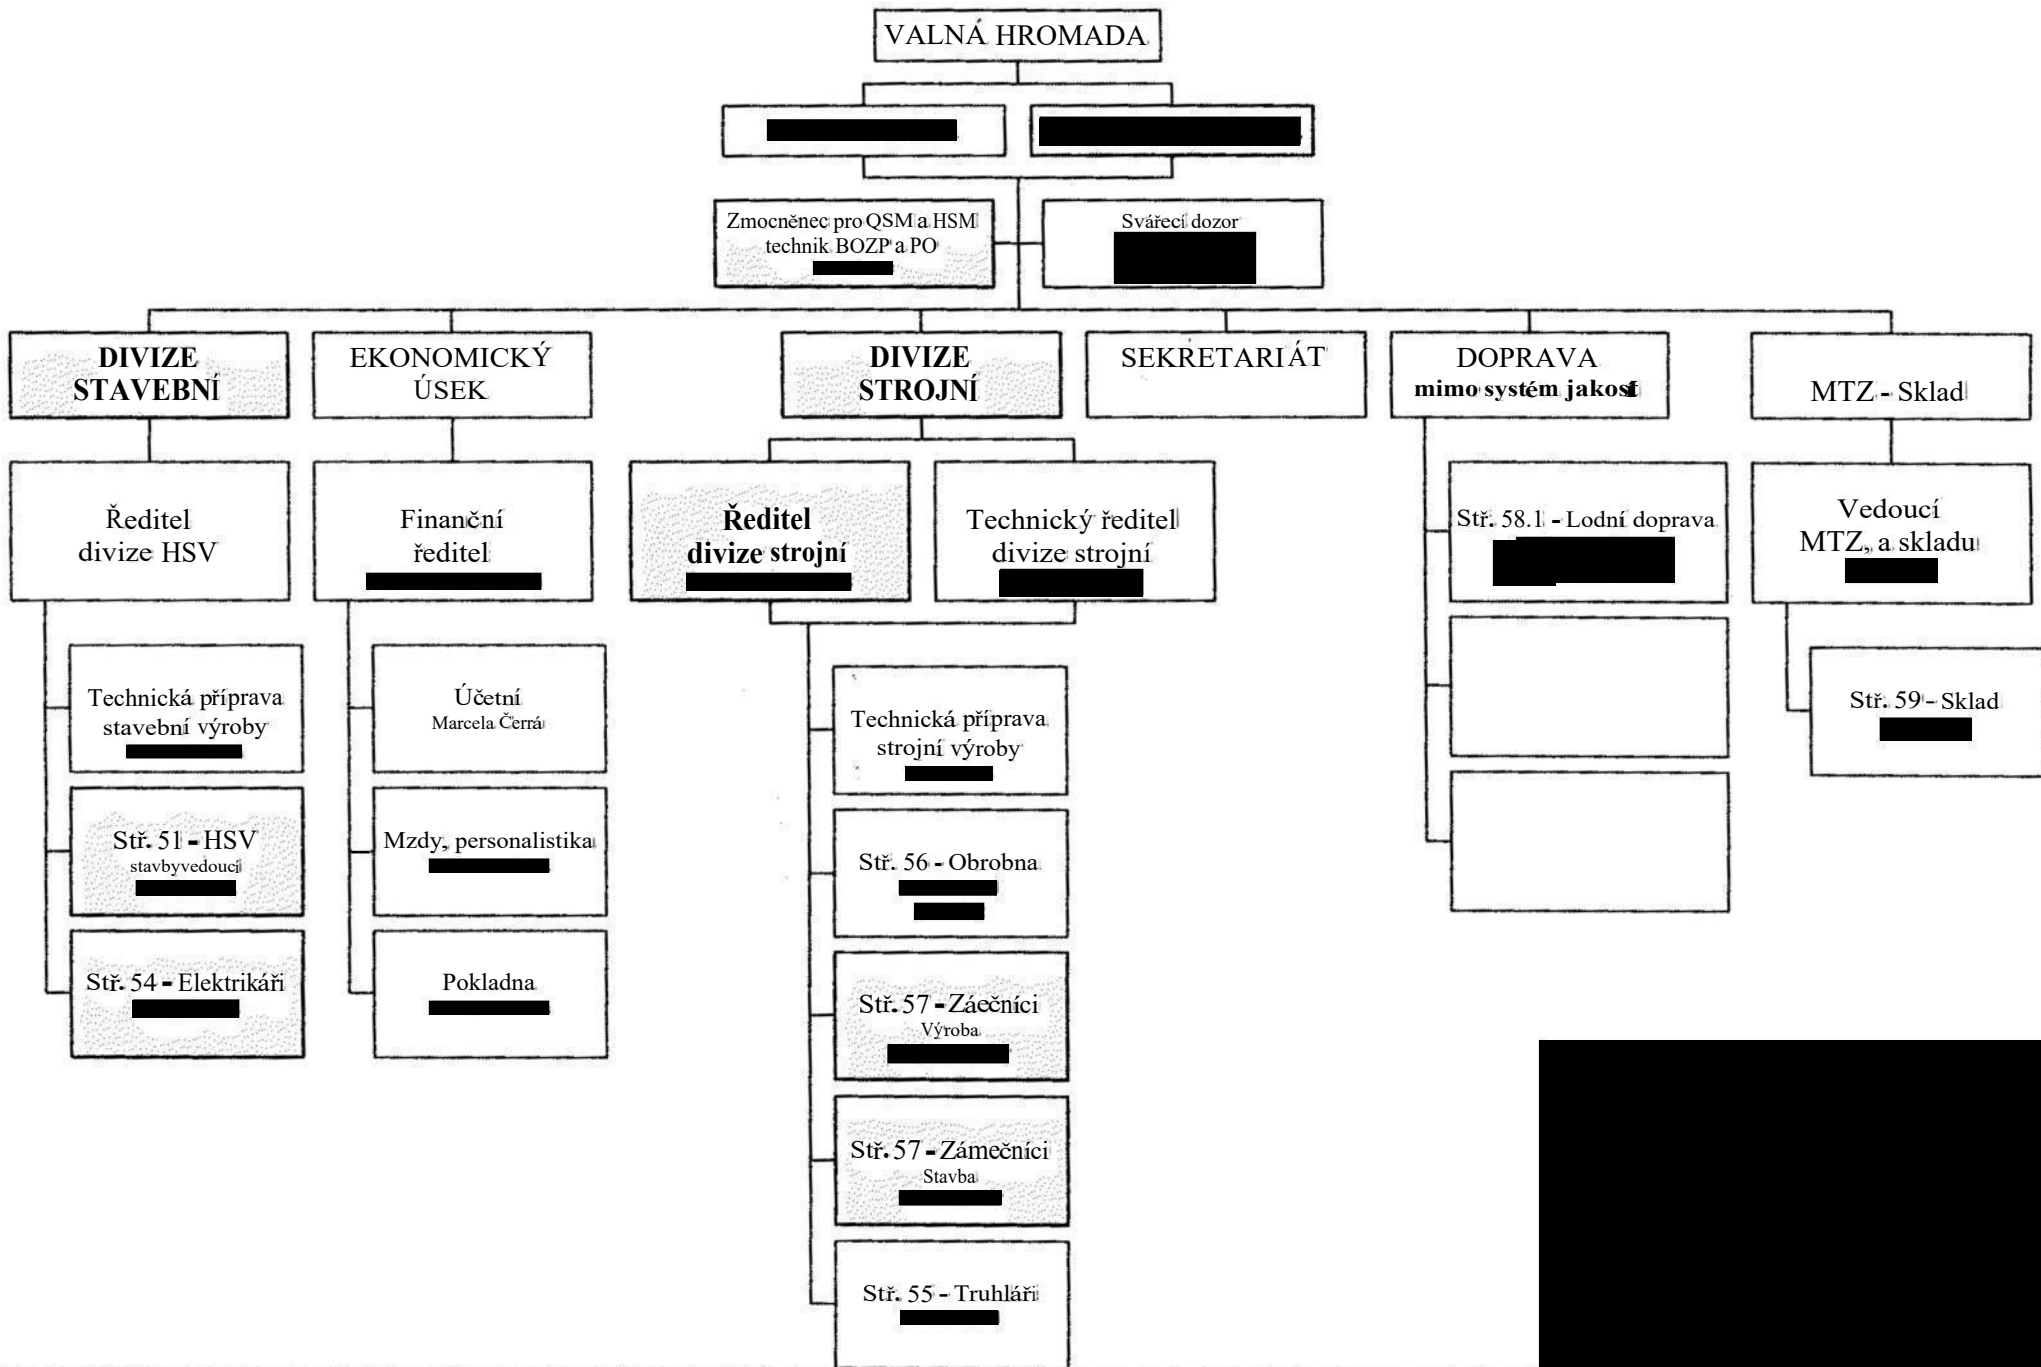 VALNÁ HROMADA
Zmocněnec pro QSM a HSM
technik BOZP a PO
Svářecí dozor
DIVIZE
STAVEBNÍ
EKONOMICKÝ
ÚSEK
DIVIZE
STROJNÍ
SEKRETARIÁT
DOPRAVA
mimo systém jakosť
MTZ - Sklad
Ředitel
divize HSV
Finanční
ředitel
Ředitel
divize strojní
Technický ředitel
divize strojní
Stř. 58.1 - Lodní doprava
Vedoucí
MTZ, a skladu
Technická příprava
stavební výroby
Účetní
Marcela Čerrá
Technická příprava
strojní výroby
Stř. 59 - Sklad
Stř. 51 - HSV
stavbyvedoucí
Mzdy, personalistika
Stř. 56 - Obrobna
Stř. 54 - Elektrikáři
Pokladna
Stř. 57 - Záečníci
Výroba
Stř. 57 - Zámečníci
Stavba
Stř. 55 - Truhláři